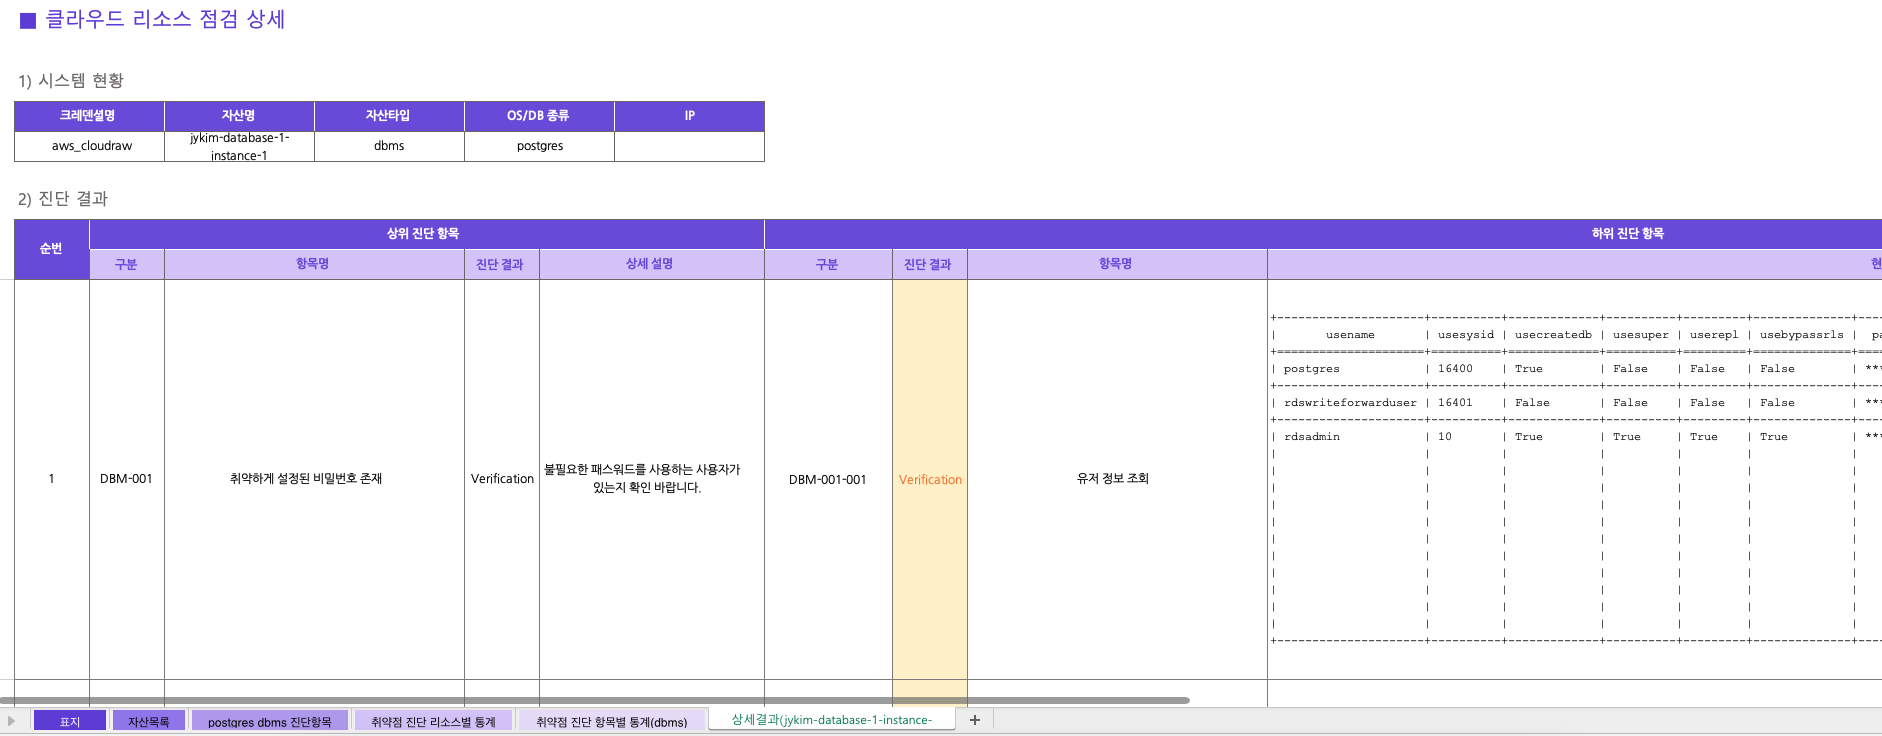 ■ 클라우드 리소스 점검 상세
1) 시스템 현황
크레덴셜명 자산명 자산타입 OS/DB 종류 IP
aws_cloudraw jykim-database-1-instance-1 dbms postgres
2) 진단 결과
순번 상위 진단 항목 하위 진단 항목
구분 항목명 진단 결과 상세 설명 구분 진단 결과 항목명 현
1 DBM-001 취약하게 설정된 비밀번호 존재 Verification 불필요한 패스워드를 사용하는 사용자가
있는지 확인 바랍니다.
DBM-001-001 Verification 유저 정보 조회
+---------------------+----------+-------------+----------+---------+--------------+----
| usename | usesysid | usecreatedb | usesuper | userepl | usebypassrls | pa
+=====================+==========+=============+==========+=========+==============+====
| postgres | 16400 | True | False | False | False | **
+---------------------+----------+-------------+----------+---------+--------------+----
| rdswriteforwarduser | 16401 | False | False | False | False | **
+---------------------+----------+-------------+----------+---------+--------------+----
| rdsadmin | 10 | True | True | True | True | **
+---------------------+----------+-------------+----------+---------+--------------+----
표지 자산목록 postgres dbms 진단항목 취약점 진단 리소스별 통계 취약점 진단 항목별 통계(dbms) 상세결과(jykim-database-1-instance- +